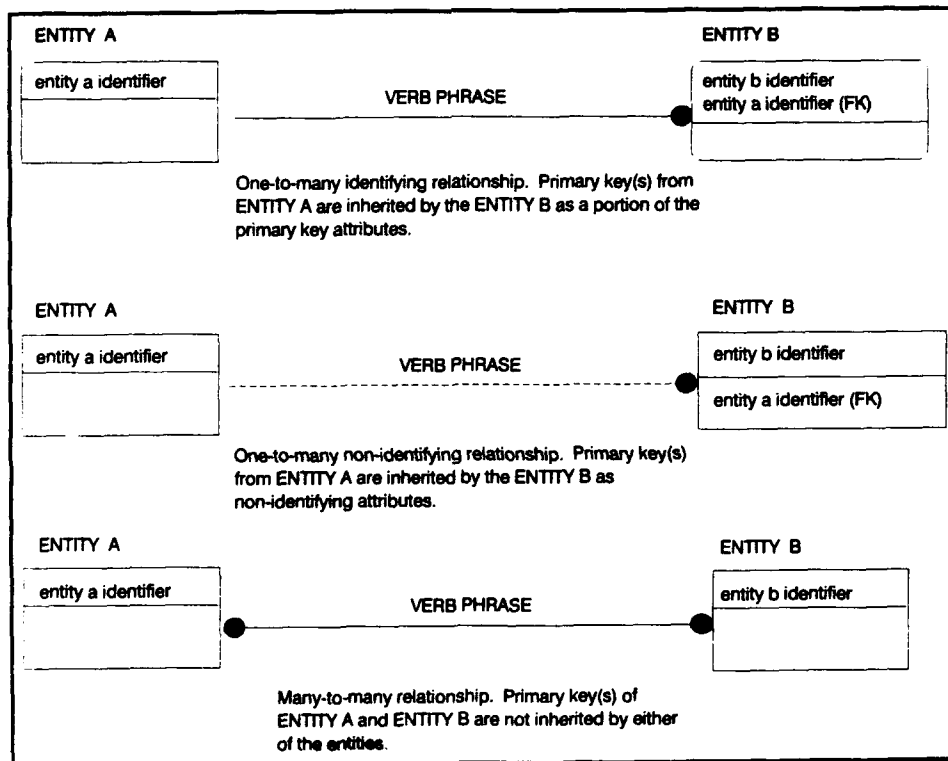 ENTITY A
ENTITY B
entity a identifier
VERB PHRASE
entity b identifier
entity a identifier (FK)
One-to-many identifying relationship. Primary key(s) from
ENTITY A are inherited by the ENTITY B as a portion of the
primary key attributes.
ENTITY A
ENTITY B
entity a identifier
VERB PHRASE
entity b identifier
entity a identifier (FK)
One-to-many non-identifying relationship. Primary key(s)
from ENTITY A are inherited by the ENTITY B as
non-identifying attributes.
ENTITY A
ENTITY B
entity a identifier
VERB PHRASE
entity b identifier
Many-to-many relationship. Primary key(s) of
ENTITY A and ENTITY B are not inherited by either
of the entities.